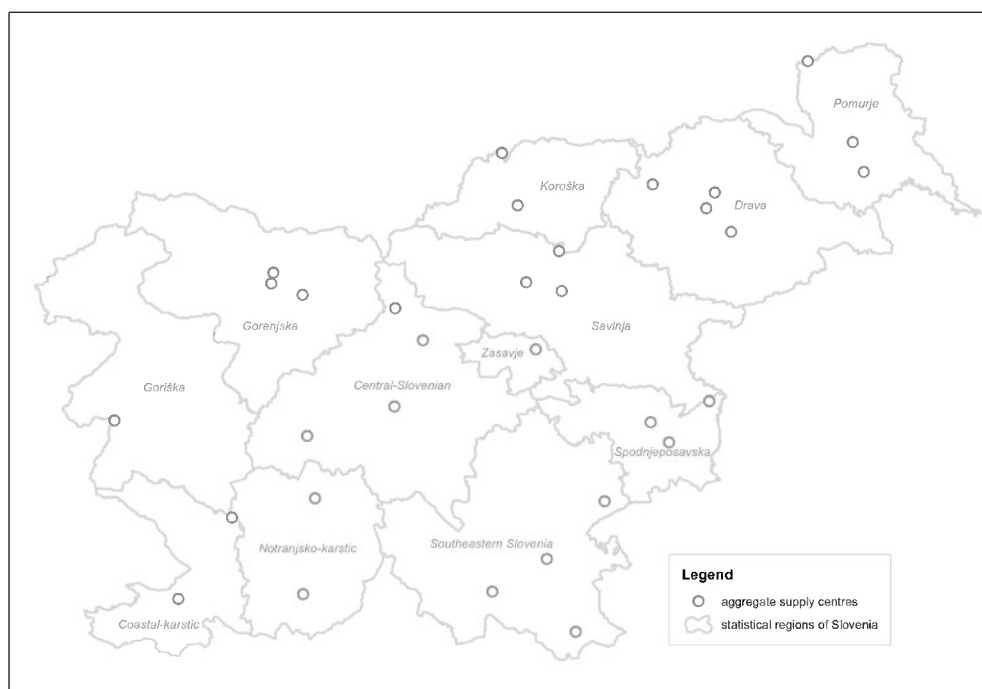 Pomurje
Koroška
Drava
Gorenjska
Savinja
Zasavje
Goriška
Central-Slovenian
Spodnjeposavska
Notranjsko-karstic
Southeastern Slovenia
Coastal-karstic
Legend
aggregate supply centres
statistical regions of Slovenia